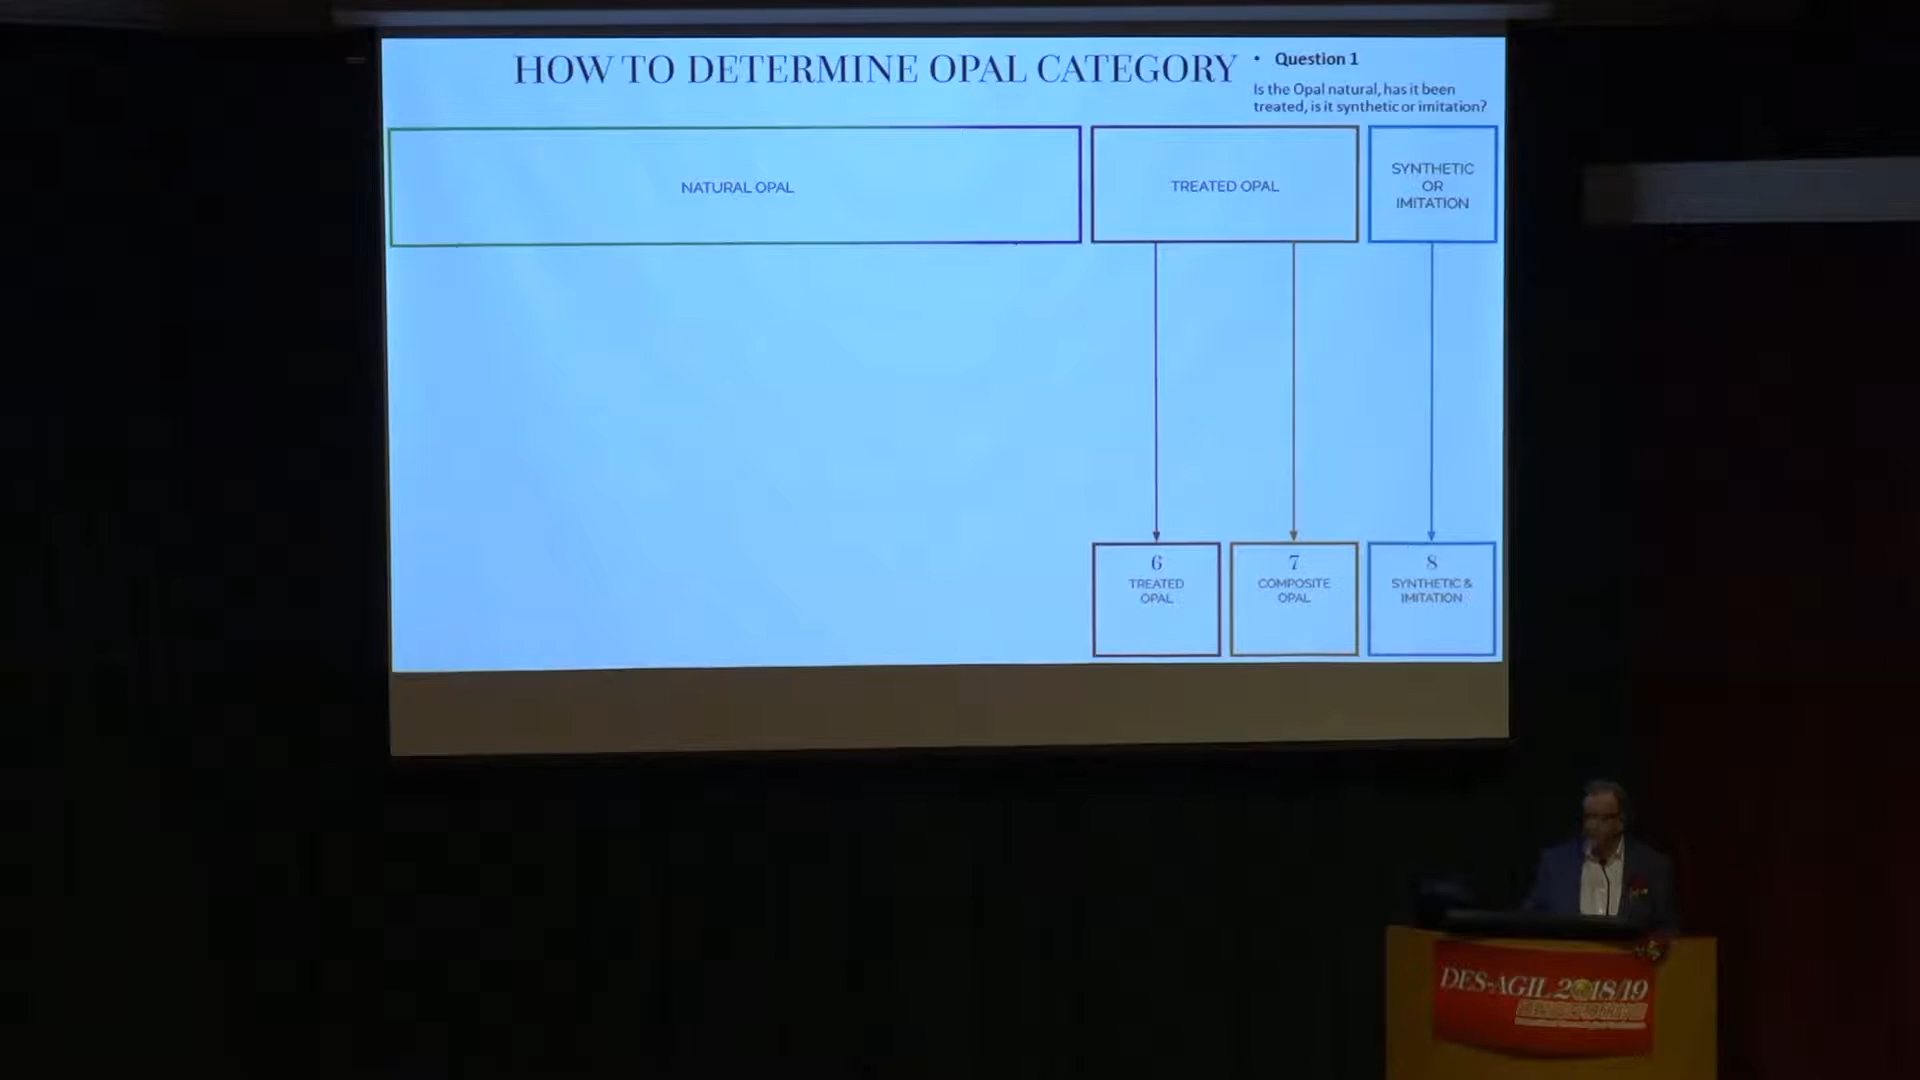 HOW TO DETERMINE OPAL CATEGORY
• Question 1
Is the Opal natural, has it been
treated, is it synthetic or imitation?
NATURAL OPAL
TREATED OPAL
SYNTHETIC
OR
IMITATION
6
TREATED
OPAL
7
COMPOSITE
OPAL
8
SYNTHETIC &
IMITATION
DES-AGIL 2018/19